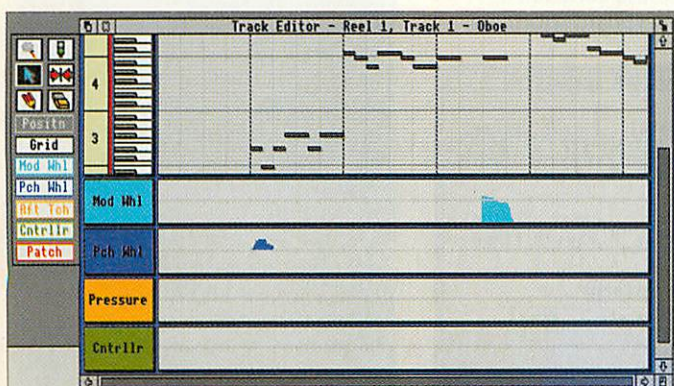 Track Editor - Reel 1, Track 1 - Oboe
4
3
Positn
Grid
Mod Whl
Pch Whl
Aft Tch
Cntrllr
Patch
Mod Whl
Pch Whl
Pressure
Cntrllr